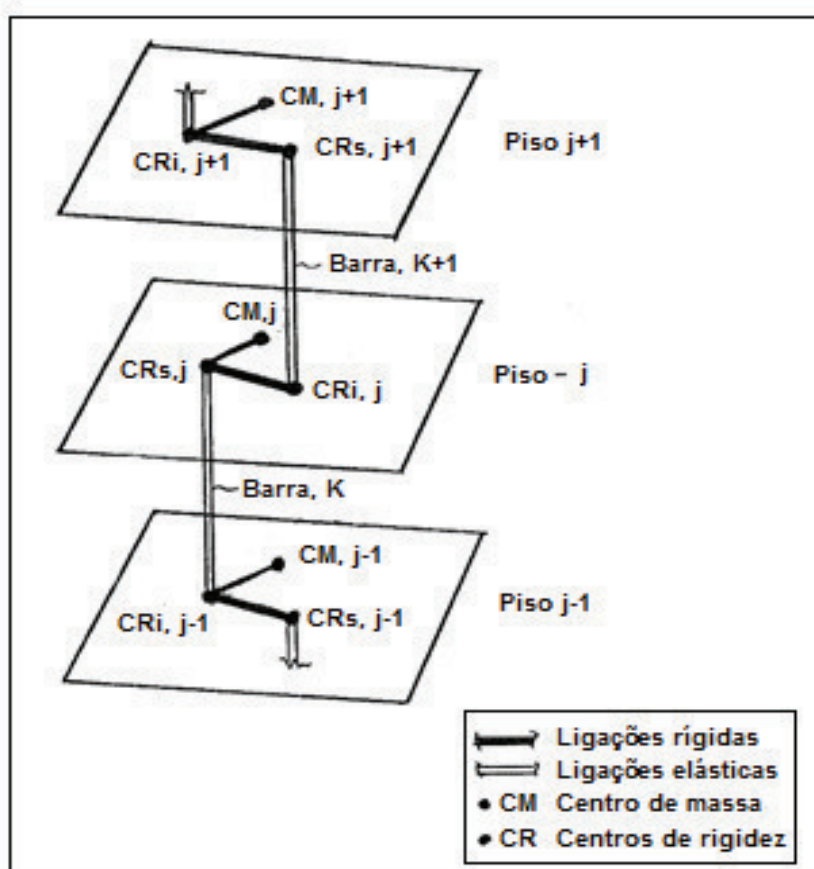 CM, j+1
CRi, j+1
CRs, j+1
Piso j+1
Barra, K+1
CM,j
CRs,j
CRi, j
Piso - j
Barra, K
CM, j-1
CRi, j-1
CRs, j-1
Piso j-1
Ligações rígidas
Ligações elásticas
• CM Centro de massa
• CR Centros de rigidez